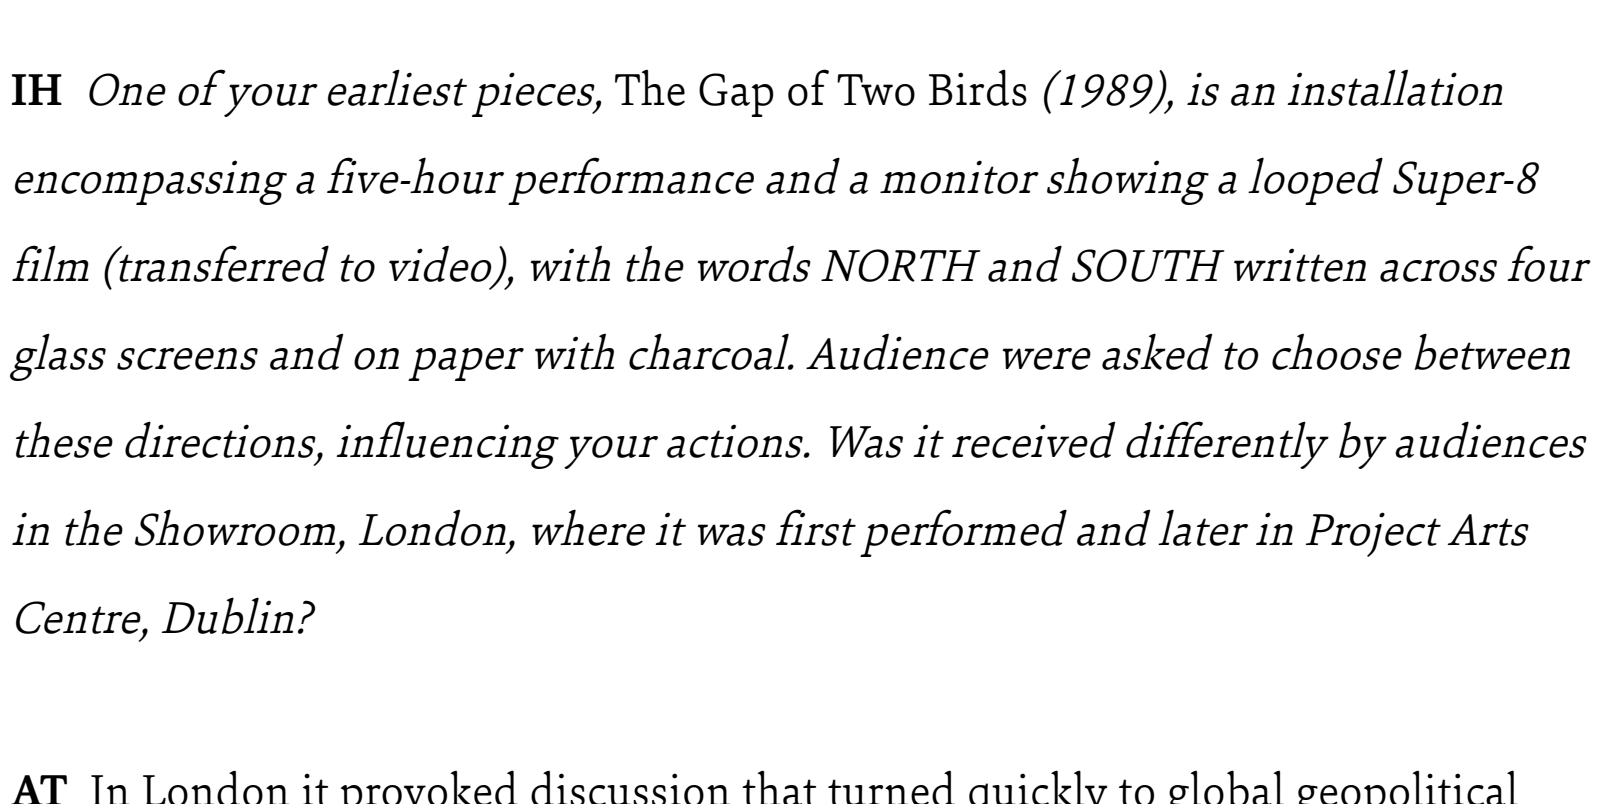 IH One of your earliest pieces, The Gap of Two Birds (1989), is an installation
encompassing a five-hour performance and a monitor showing a looped Super-8
film (transferred to video), with the words NORTH and SOUTH written across four
glass screens and on paper with charcoal. Audience were asked to choose between
these directions, influencing your actions. Was it received differently by audiences
in the Showroom, London, where it was first performed and later in Project Arts
Centre, Dublin?
AT In London it provoked discussion that turned quickly to global geopolitical